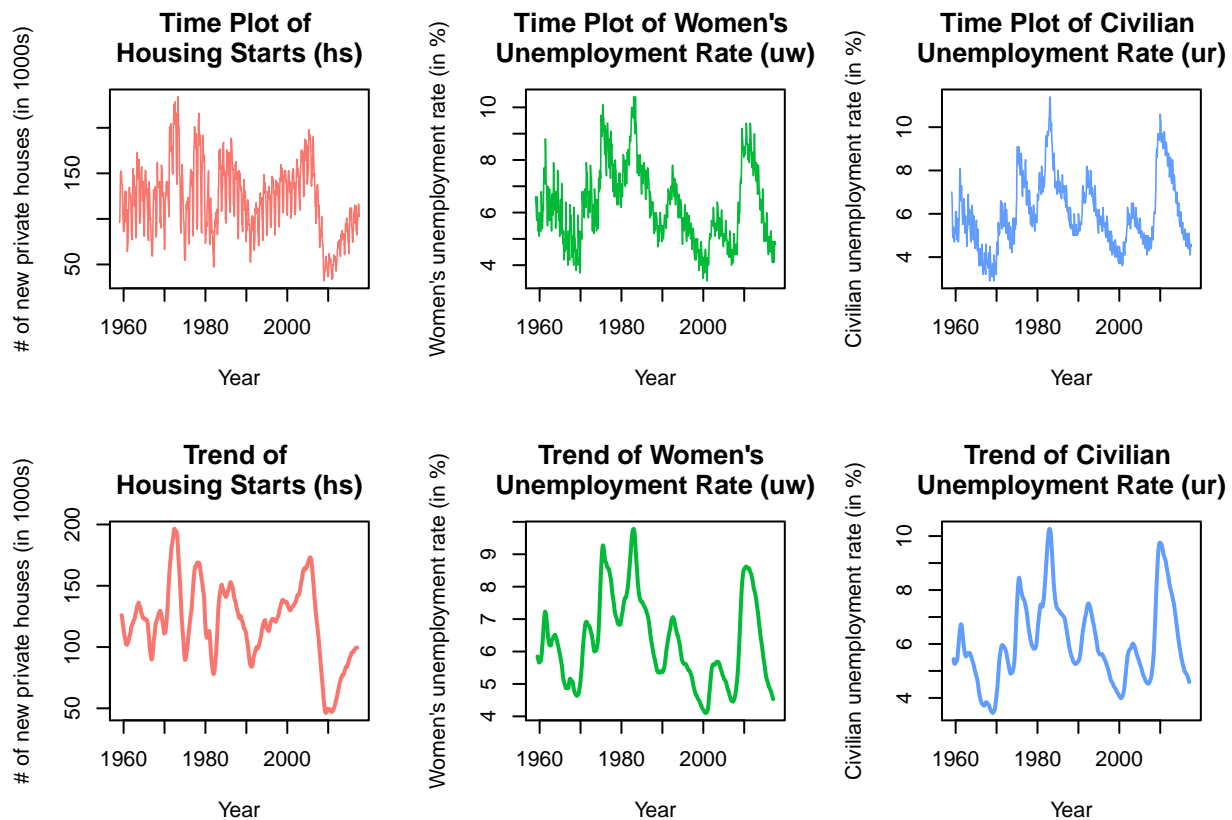 Time Plot of
Housing Starts (hs)
# of new private houses (in 1000s)
50
150
1960
1980
2000
Year
Time Plot of Women's
Unemployment Rate (uw)
Women's unemployment rate (in %)
4
6
8
10
1960
1980
2000
Year
Time Plot of Civilian
Unemployment Rate (ur)
Civilian unemployment rate (in %)
4
6
8
10
1960
1980
2000
Year
Trend of
Housing Starts (hs)
# of new private houses (in 1000s)
50
100
150
200
1960
1980
2000
Year
Trend of Women's
Unemployment Rate (uw)
Women's unemployment rate (in %)
4
5
6
7
8
9
1960
1980
2000
Year
Trend of Civilian
Unemployment Rate (ur)
Civilian unemployment rate (in %)
4
6
8
10
1960
1980
2000
Year